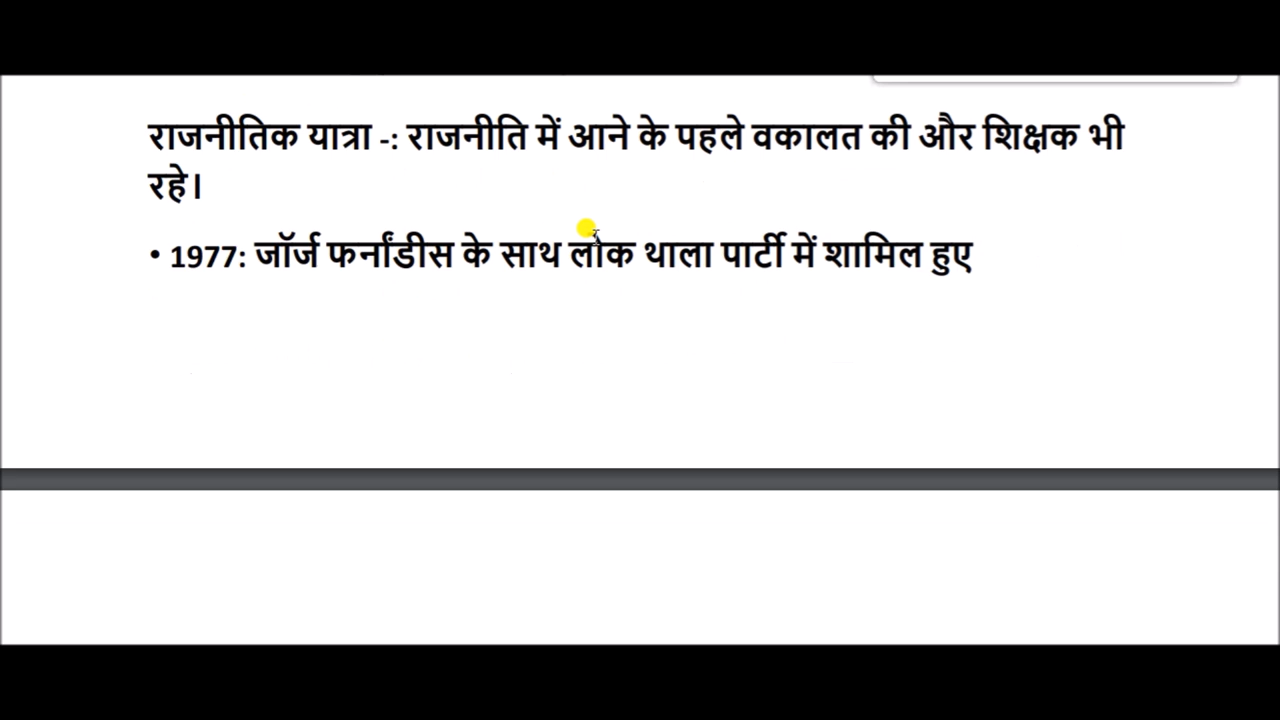 राजनीतिक यात्रा -: राजनीति में आने के पहले वकालत की और शिक्षक भी
रहे।
• 1977: जॉर्ज फर्नांडीस के साथ लोक थाला पार्टी में शामिल हुए